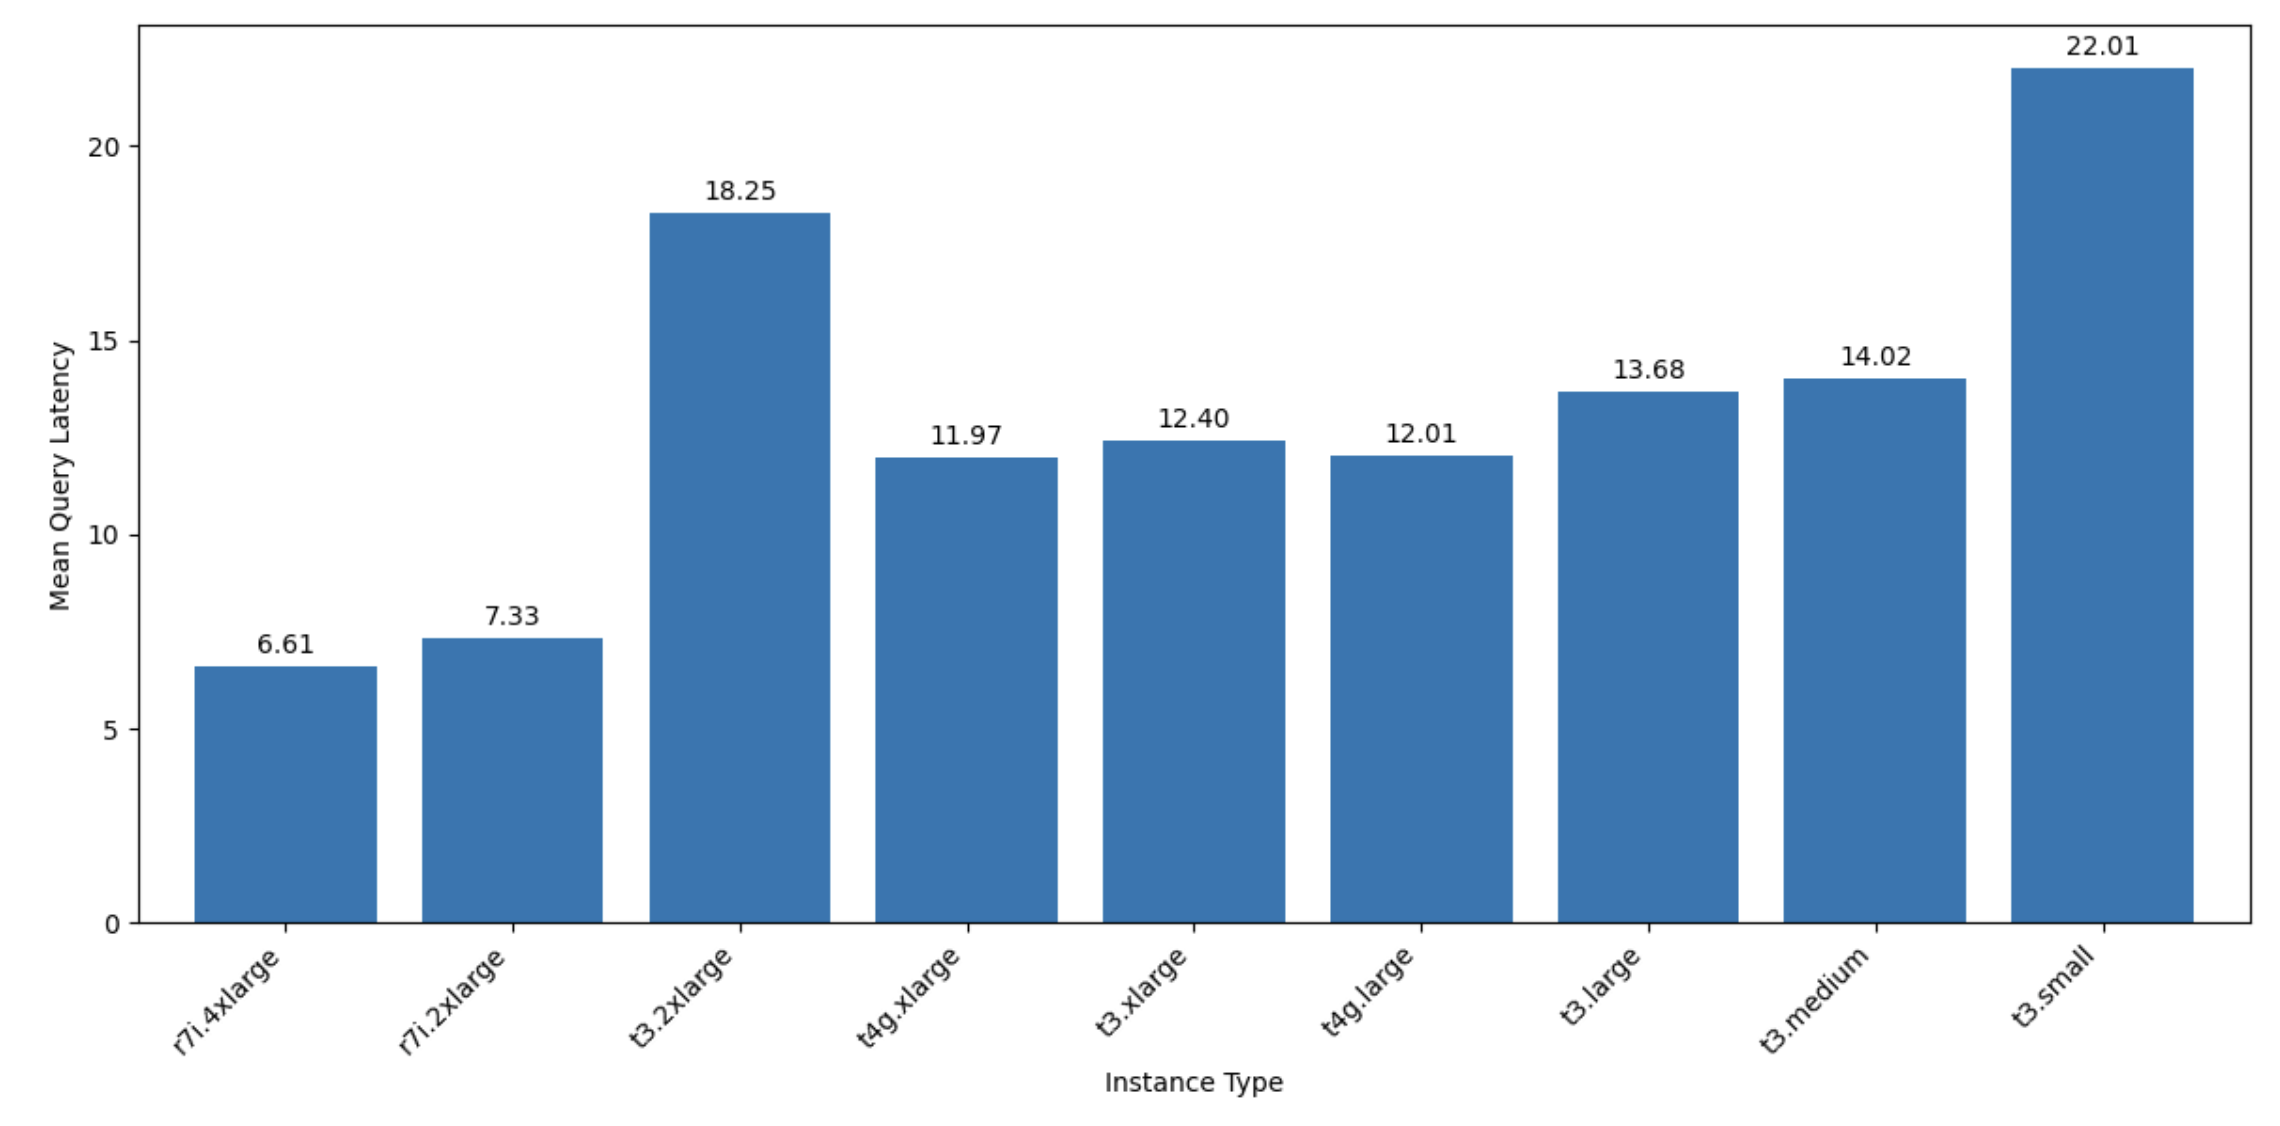 22.01
18.25
14.02
13.68
12.40
12.01
11.97
7.33
6.61
20
15
10
5
0
Mean Query Latency
r7i.4xlarge
r7i.2xlarge
t3.2xlarge
t4g.xlarge
t3.xlarge
t4g.large
t3.large
t3.medium
t3.small
Instance Type